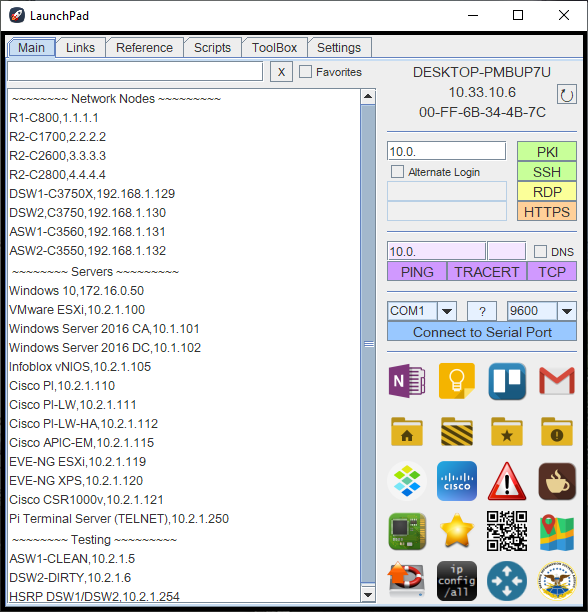 LaunchPad
Main Links Reference Scripts ToolBox Settings
X Favorites
~~~~~~~~ Network Nodes ~~~~~~~~~
R1-C800,1.1.1.1
R2-C1700,2.2.2.2
R2-C2600,3.3.3.3
R2-C2800,4.4.4.4
DSW1-C3750X,192.168.1.129
DSW2,C3750,192.168.1.130
ASW1-C3560,192.168.1.131
ASW2-C3550,192.168.1.132
~~~~~~~~ Servers ~~~~~~~~~
Windows 10,172.16.0.50
VMware ESXi,10.2.1.100
Windows Server 2016 CA,10.1.101
Windows Server 2016 DC,10.1.102
Infoblox vNIOS,10.2.1.105
Cisco PI,10.2.1.110
Cisco PI-LW,10.2.1.111
Cisco PI-LW-HA,10.2.1.112
Cisco APIC-EM,10.2.1.115
EVE-NG ESXi,10.2.1.119
EVE-NG XPS,10.2.1.120
Cisco CSR1000v,10.2.1.121
Pi Terminal Server (TELNET),10.2.1.250
~~~~~~~~ Testing ~~~~~~~~~
ASW1-CLEAN,10.2.1.5
DSW2-DIRTY,10.2.1.6
HSRP DSW1/DSW2,10.2.1.254
DESKTOP-PMBUP7U
10.33.10.6
00-FF-6B-34-4B-7C
10.0. PKI
Alternate Login SSH
RDP
HTTPS
10.0. DNS
PING TRACERT TCP
COM1 ? 9600
Connect to Serial Port
N
CISCO
ip
config
/all